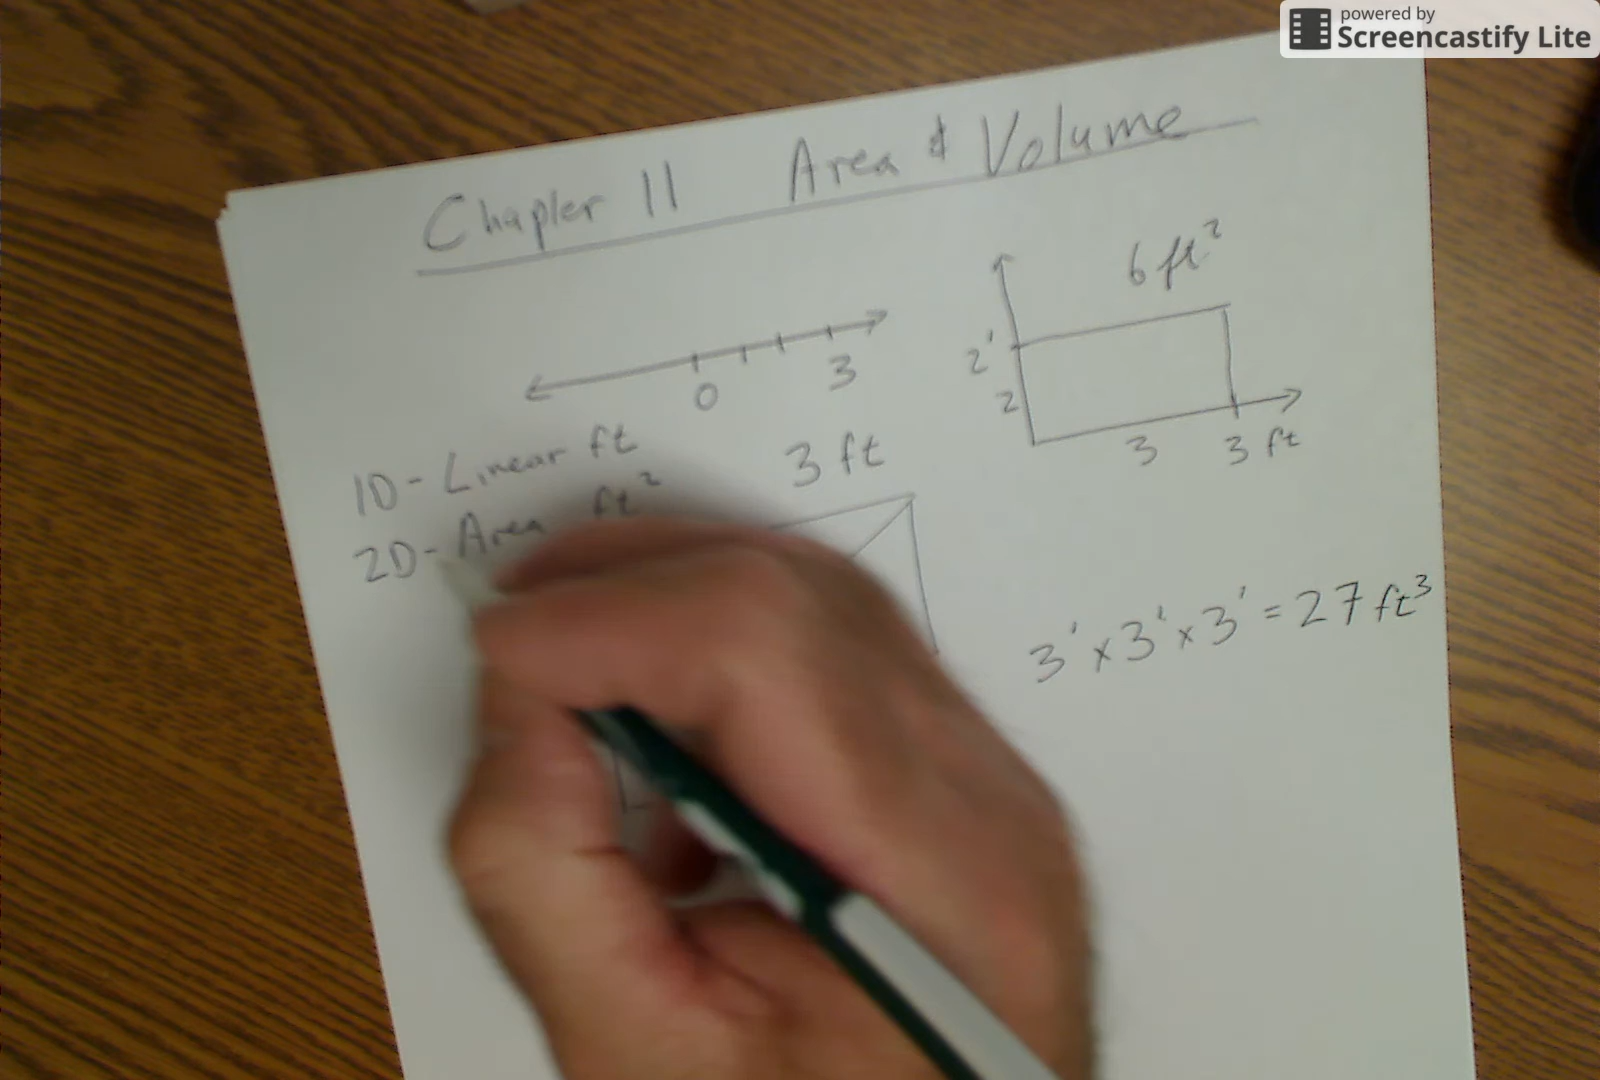 powered by
Screencastify Lite
Chapter 11 Area & Volume
6 ft²
2'
2
3
3 ft
0
3
3 ft
1D - Linear ft
2D - Area ft²
3' x 3' x 3' = 27 ft³